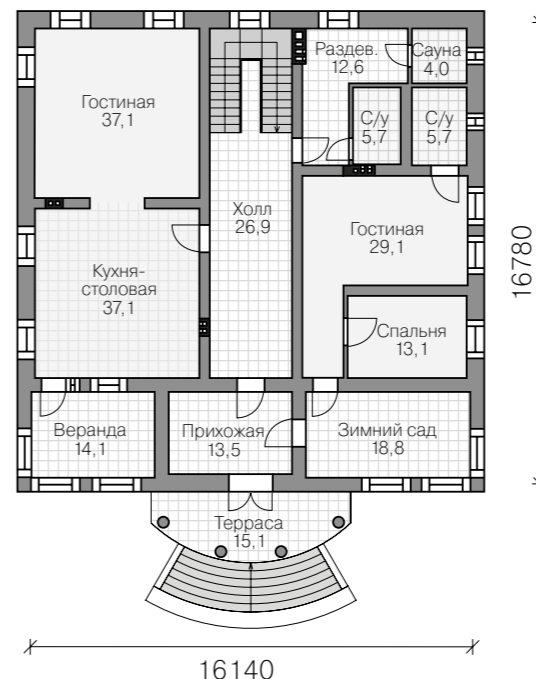 Раздев.
12,6
Сауна
4,0
Гостиная
37,1
С/у
5,7
С/у
5,7
Холл
26,9
Гостиная
29,1
Кухня-
столовая
37,1
Спальня
13,1
Веранда
14,1
Прихожая
13,5
Зимний сад
18,8
Терраса
15,1
16780
16140